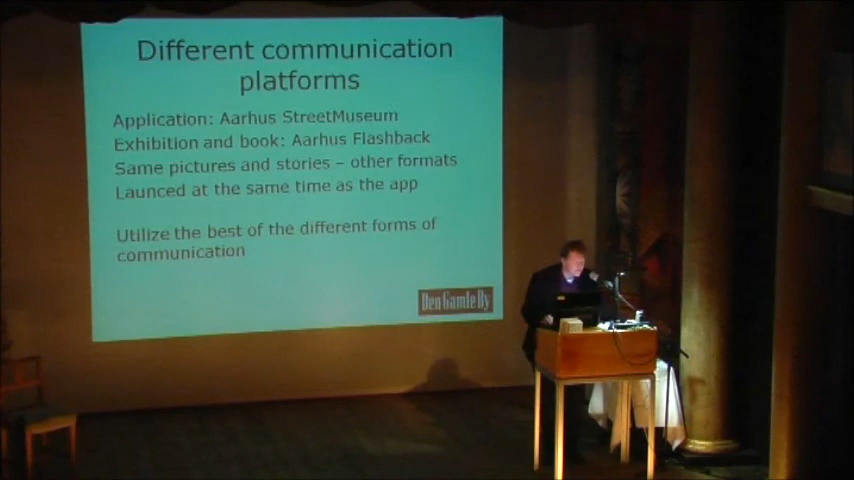 Different communication
platforms
Application: Aarhus StreetMuseum
Exhibition and book: Aarhus Flashback
Same pictures and stories – other formats
Launced at the same time as the app
Utilize the best of the different forms of
communication
Den Gamle By